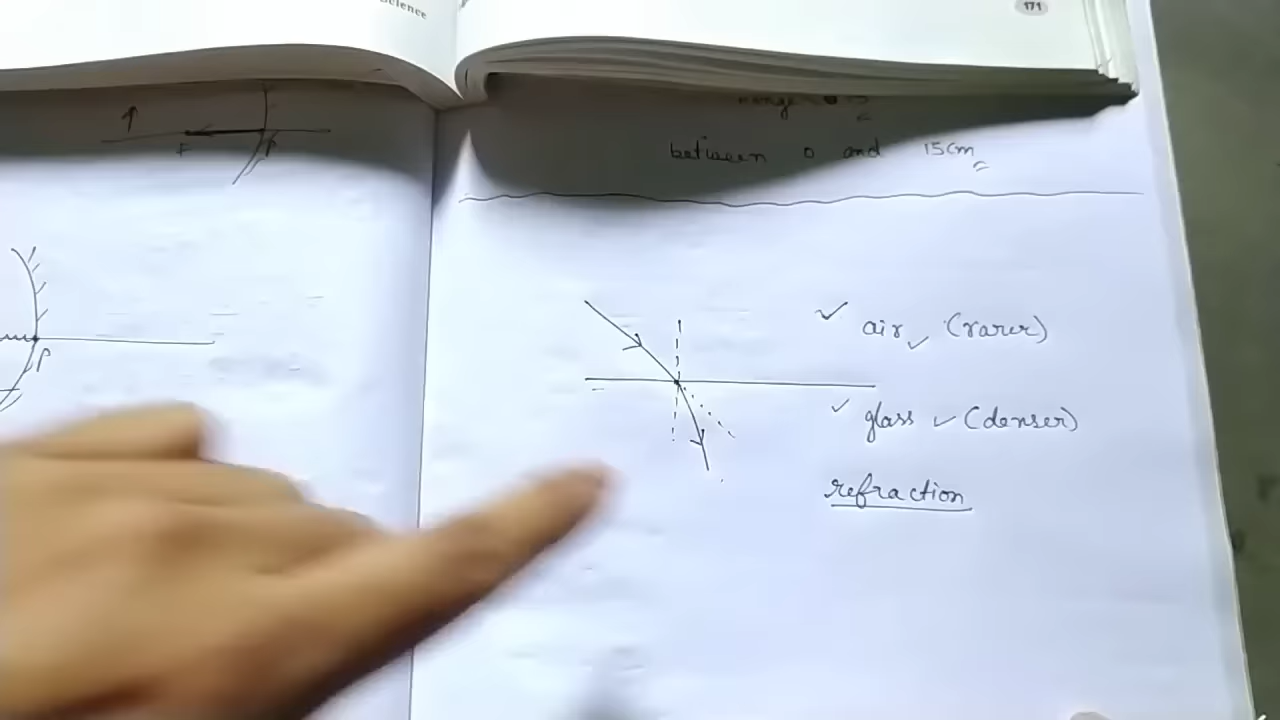 171
F
P
between 0 and 15cm
P
air (rarer)
glass (denser)
refraction